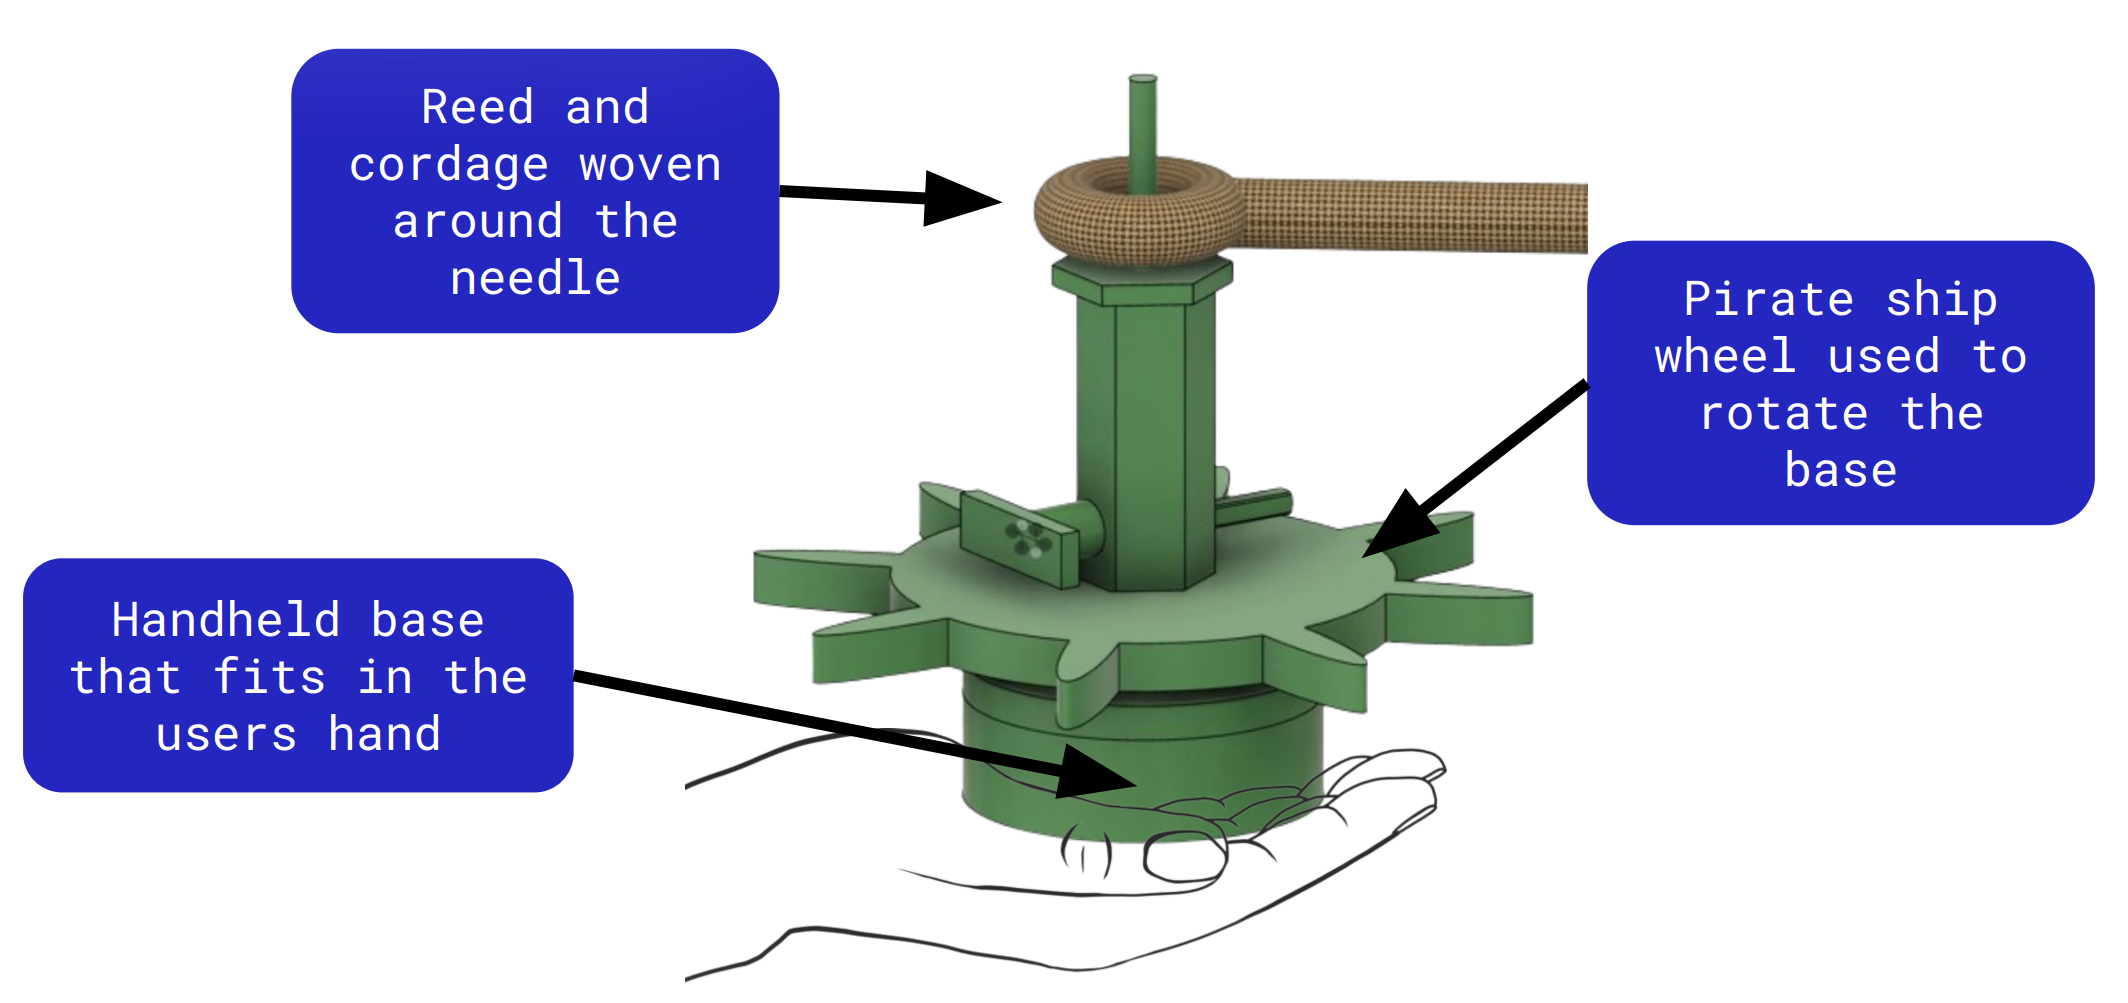 Reed and
cordage woven
around the
needle
Pirate ship
wheel used to
rotate the
base
Handheld base
that fits in the
users hand